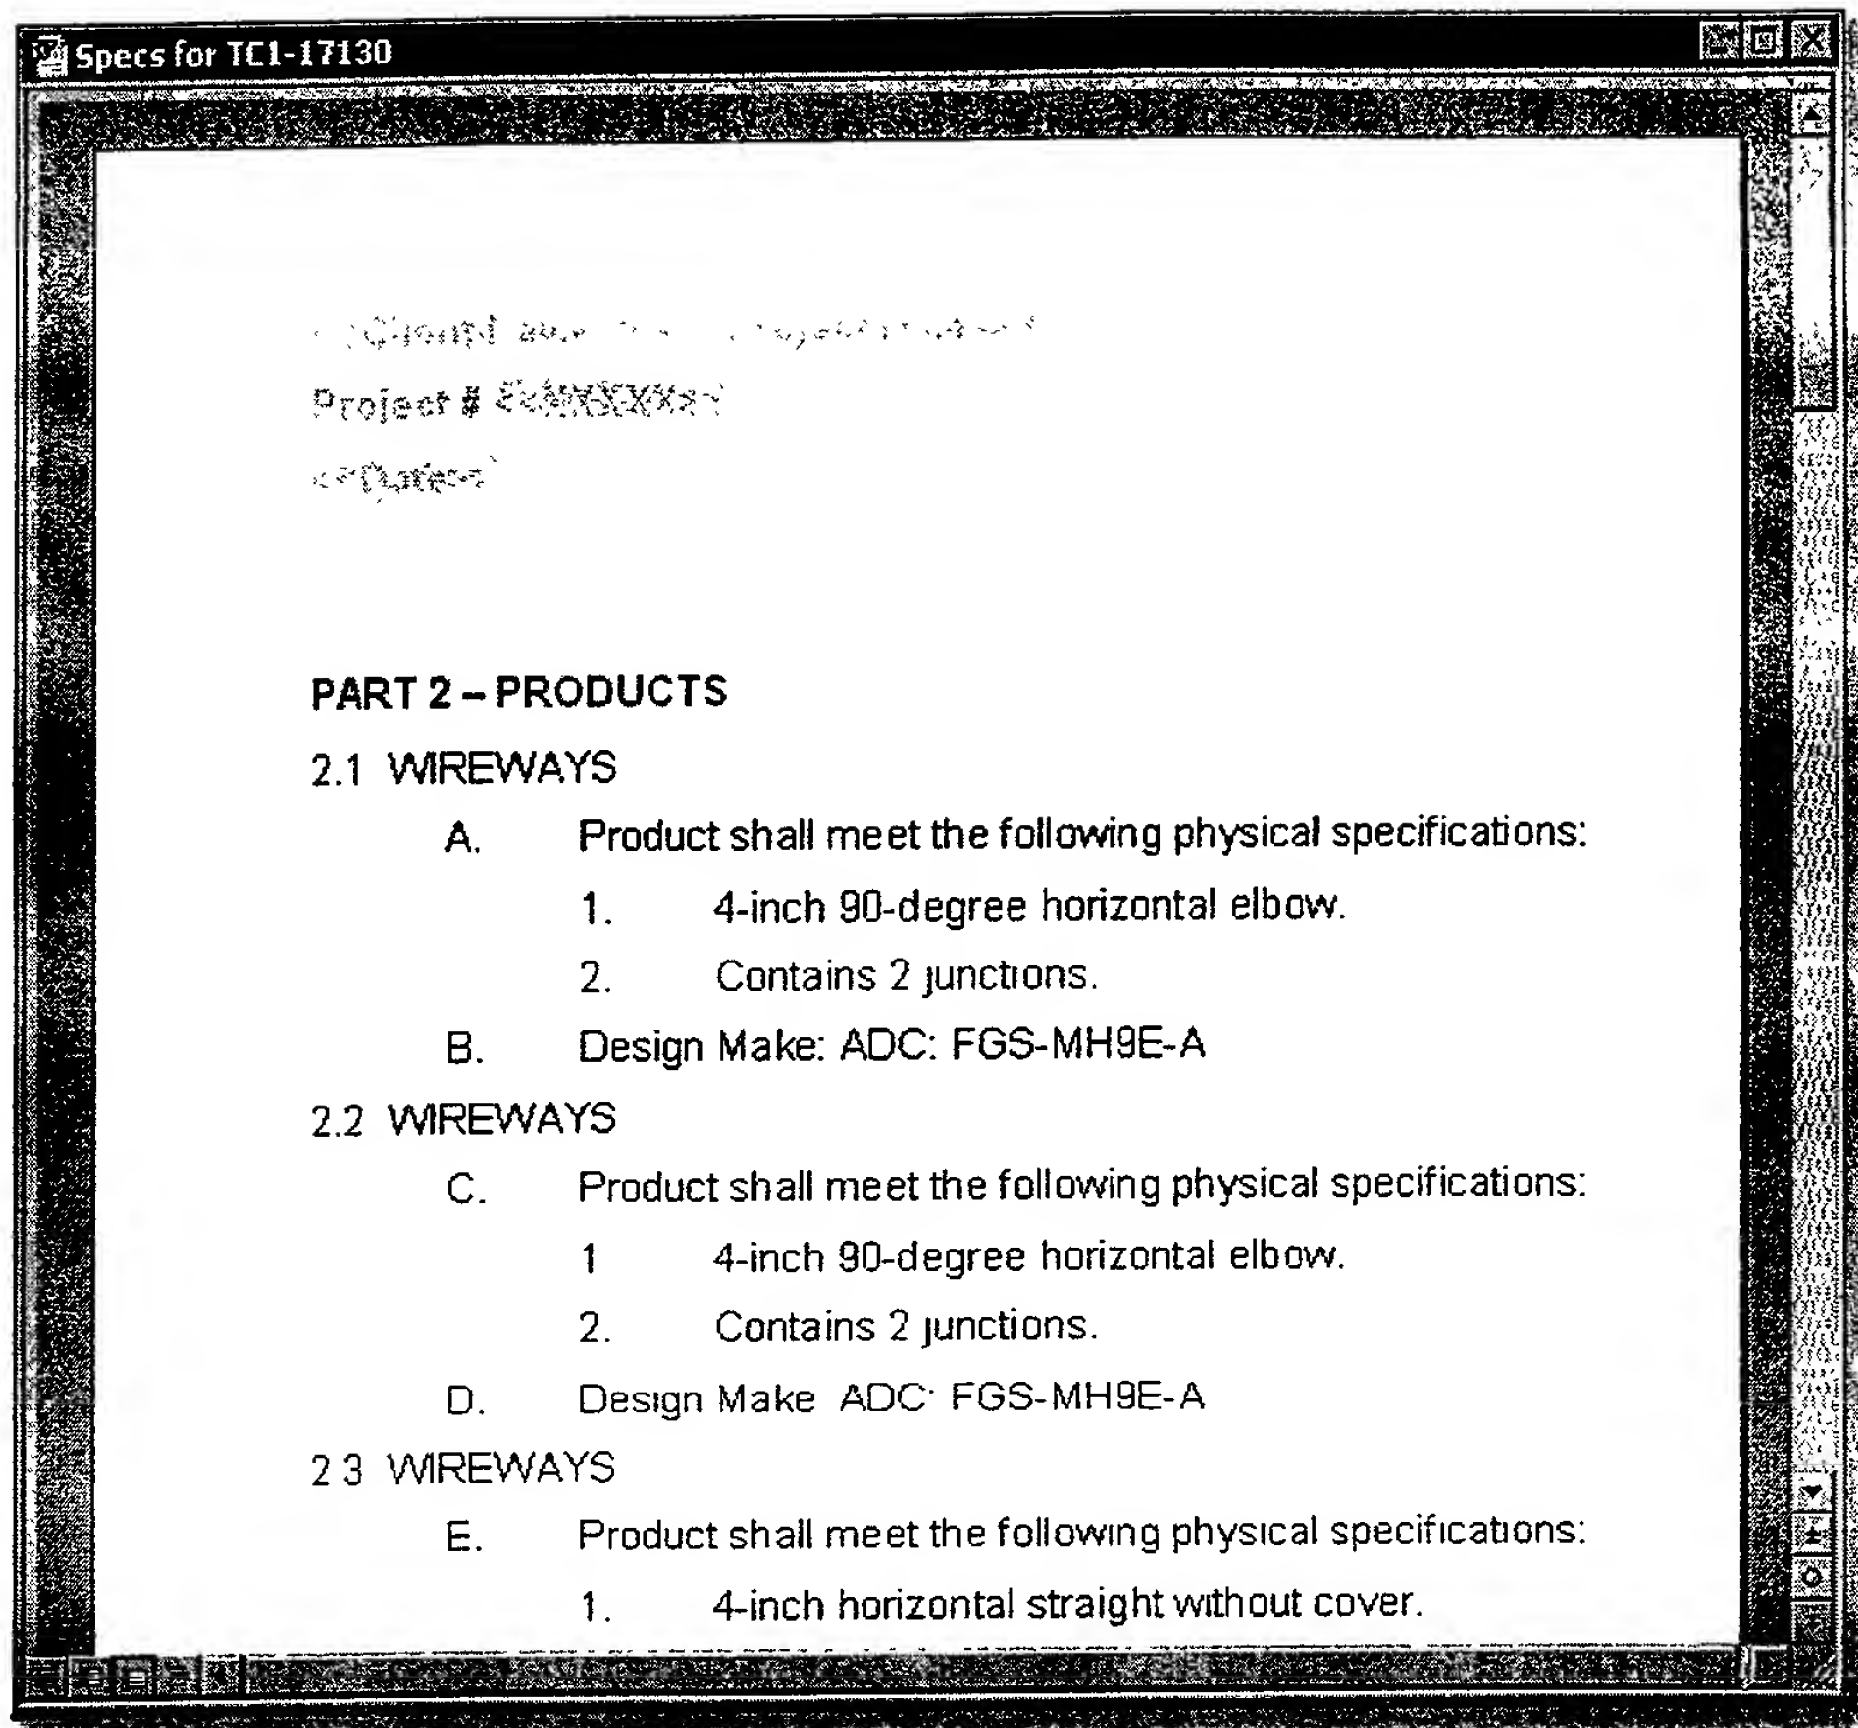 Specs for TC1-17130
Project #
<<Date>>
PART 2 – PRODUCTS
2.1 WIREWAYS
A. Product shall meet the following physical specifications:
1. 4-inch 90-degree horizontal elbow.
2. Contains 2 junctions.
B. Design Make: ADC: FGS-MH9E-A
2.2 WIREWAYS
C. Product shall meet the following physical specifications:
1 4-inch 90-degree horizontal elbow.
2. Contains 2 junctions.
D. Design Make ADC: FGS-MH9E-A
2 3 WIREWAYS
E. Product shall meet the following physical specifications:
1. 4-inch horizontal straight without cover.